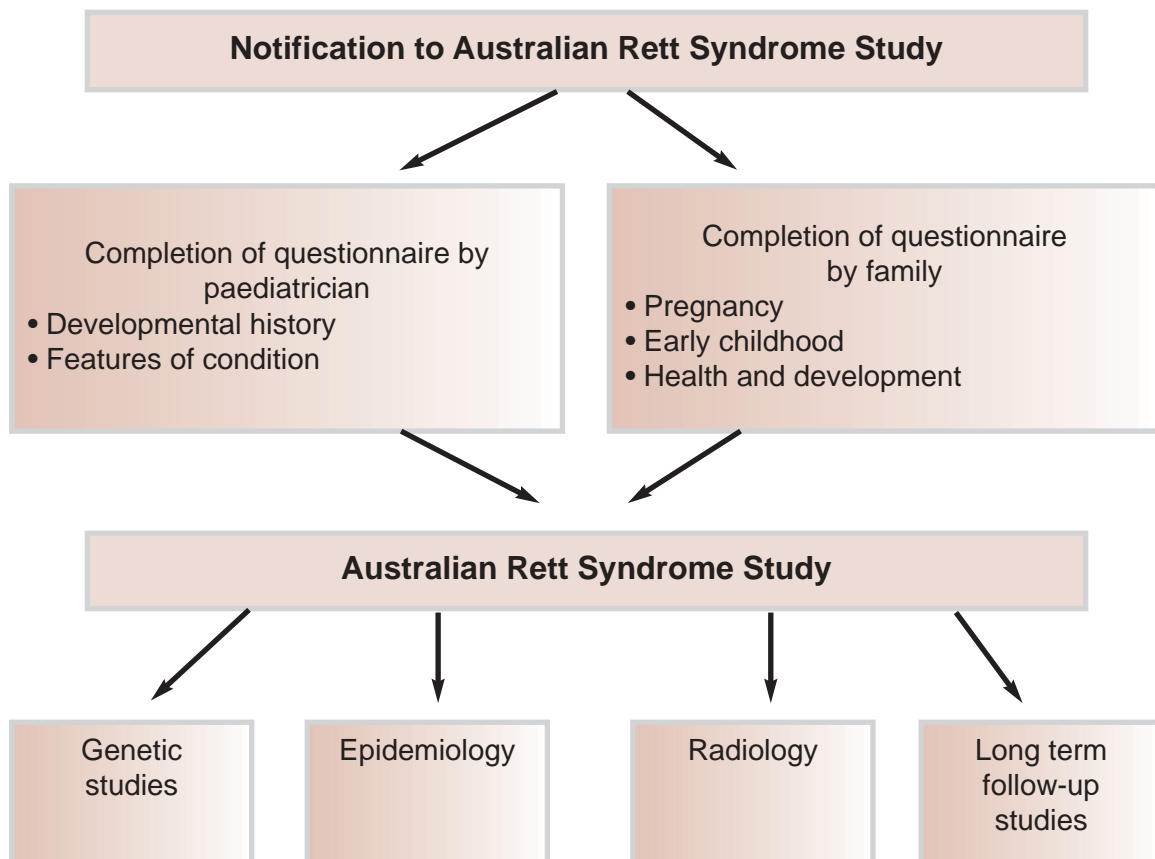 Notification to Australian Rett Syndrome Study
Completion of questionnaire by
paediatrician
• Developmental history
• Features of condition
Completion of questionnaire
by family
• Pregnancy
• Early childhood
• Health and development
Australian Rett Syndrome Study
Genetic
studies
Epidemiology
Radiology
Long term
follow-up
studies